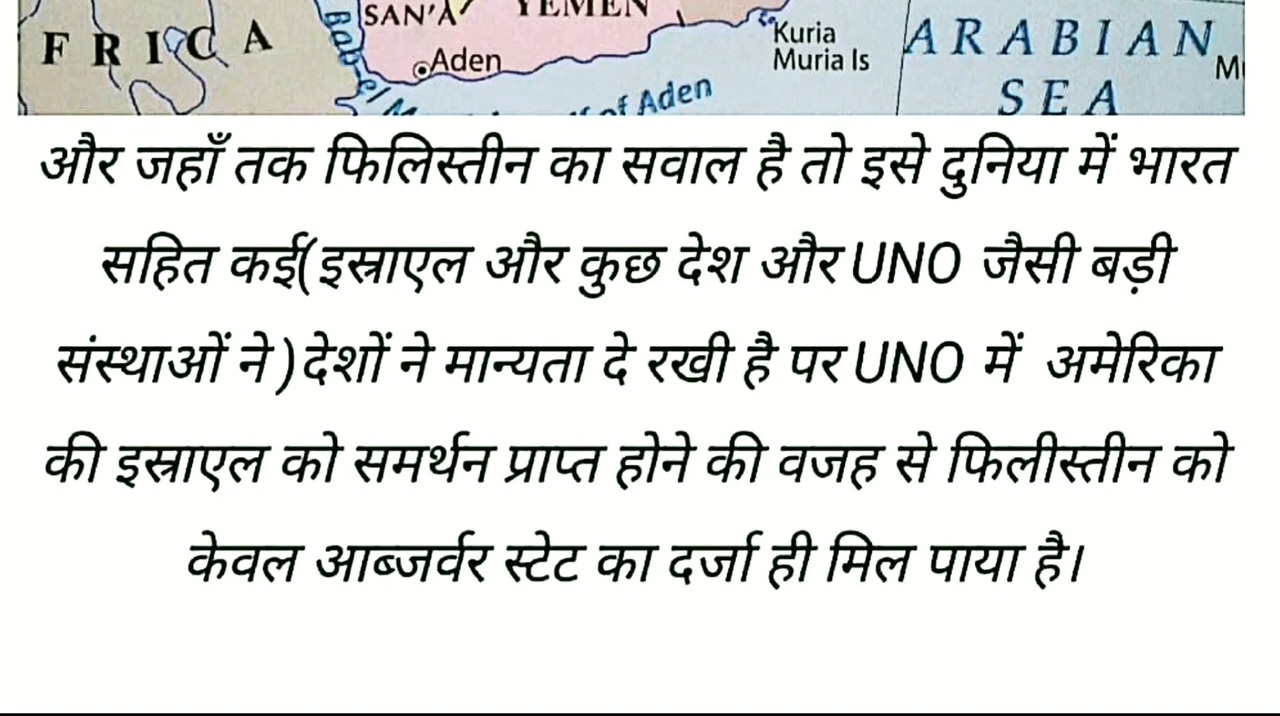 SAN'A' YEMEN
FRICA
Aden
Kuria
Muria Is
ARABIAN
SEA
of Aden
और जहाँ तक फिलिस्तीन का सवाल है तो इसे दुनिया में भारत
सहित कई(इस्राएल और कुछ देश और UNO जैसी बड़ी
संस्थाओं ने ) देशों ने मान्यता दे रखी है पर UNO में अमेरिका
की इस्राएल को समर्थन प्राप्त होने की वजह से फिलीस्तीन को
केवल आब्जर्वर स्टेट का दर्जा ही मिल पाया है।